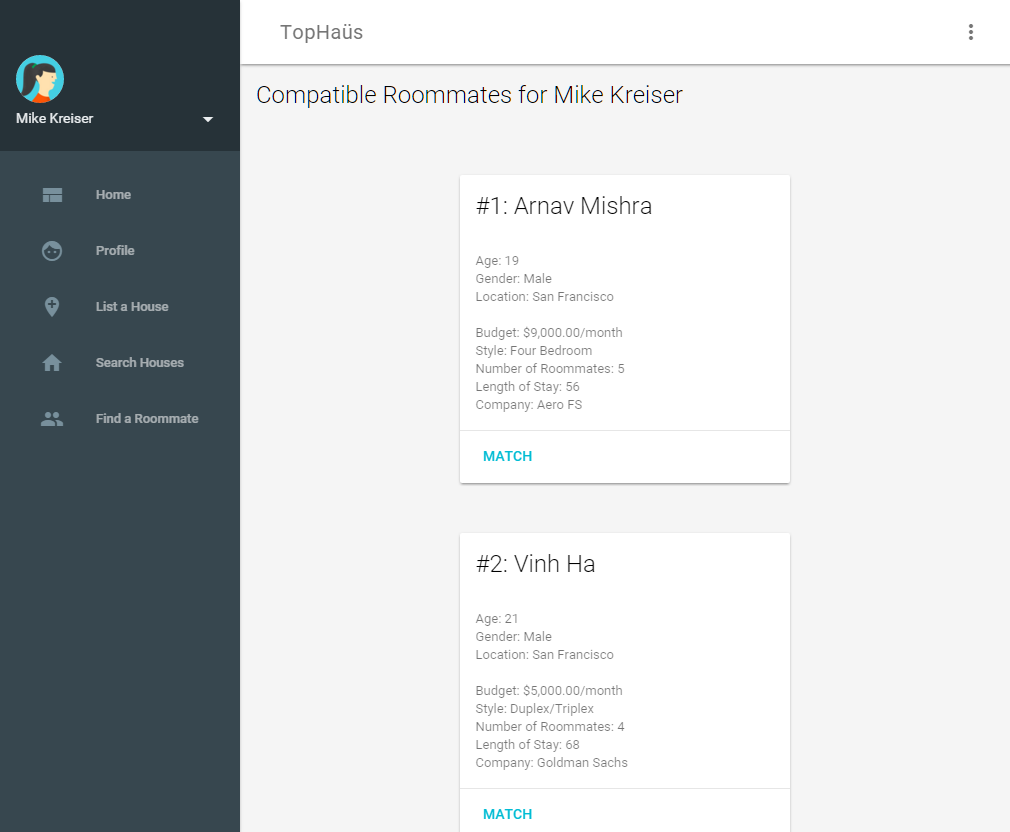 TopHaüs
Mike Kreiser
Home
Profile
List a House
Search Houses
Find a Roommate
Compatible Roommates for Mike Kreiser
#1: Arnav Mishra
Age: 19
Gender: Male
Location: San Francisco
Budget: $9,000.00/month
Style: Four Bedroom
Number of Roommates: 5
Length of Stay: 56
Company: Aero FS
MATCH
#2: Vinh Ha
Age: 21
Gender: Male
Location: San Francisco
Budget: $5,000.00/month
Style: Duplex/Triplex
Number of Roommates: 4
Length of Stay: 68
Company: Goldman Sachs
MATCH